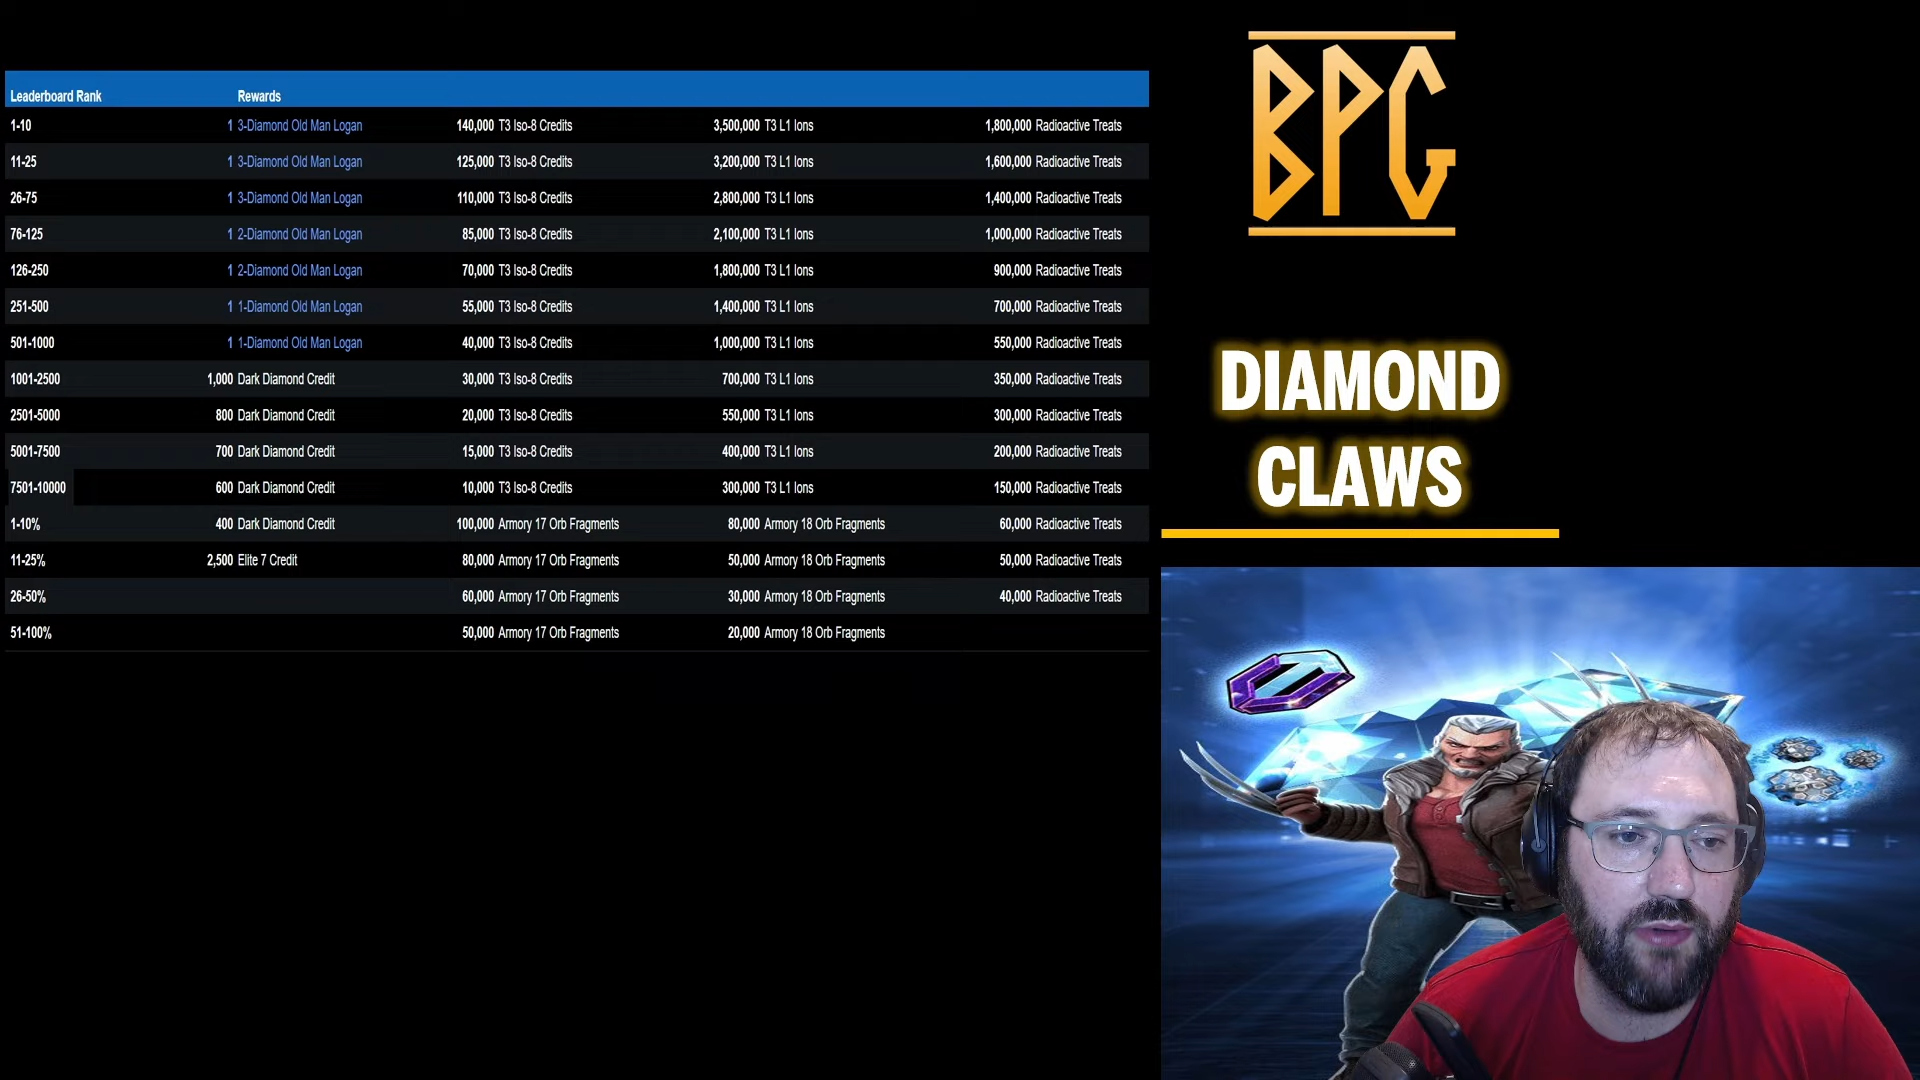 BPG
Leaderboard Rank Rewards
1-10 1 3-Diamond Old Man Logan 140,000 T3 Iso-8 Credits 3,500,000 T3 L1 Ions 1,800,000 Radioactive Treats
11-25 1 3-Diamond Old Man Logan 125,000 T3 Iso-8 Credits 3,200,000 T3 L1 Ions 1,600,000 Radioactive Treats
26-75 1 3-Diamond Old Man Logan 110,000 T3 Iso-8 Credits 2,800,000 T3 L1 Ions 1,400,000 Radioactive Treats
76-125 1 2-Diamond Old Man Logan 85,000 T3 Iso-8 Credits 2,100,000 T3 L1 Ions 1,000,000 Radioactive Treats
126-250 1 2-Diamond Old Man Logan 70,000 T3 Iso-8 Credits 1,800,000 T3 L1 Ions 900,000 Radioactive Treats
251-500 1 1-Diamond Old Man Logan 55,000 T3 Iso-8 Credits 1,400,000 T3 L1 Ions 700,000 Radioactive Treats
501-1000 1 1-Diamond Old Man Logan 40,000 T3 Iso-8 Credits 1,000,000 T3 L1 Ions 550,000 Radioactive Treats
1001-2500 1,000 Dark Diamond Credit 30,000 T3 Iso-8 Credits 700,000 T3 L1 Ions 350,000 Radioactive Treats
2501-5000 800 Dark Diamond Credit 20,000 T3 Iso-8 Credits 550,000 T3 L1 Ions 300,000 Radioactive Treats
5001-7500 700 Dark Diamond Credit 15,000 T3 Iso-8 Credits 400,000 T3 L1 Ions 200,000 Radioactive Treats
7501-10000 600 Dark Diamond Credit 10,000 T3 Iso-8 Credits 300,000 T3 L1 Ions 150,000 Radioactive Treats
1-10% 400 Dark Diamond Credit 100,000 Armory 17 Orb Fragments 80,000 Armory 18 Orb Fragments 60,000 Radioactive Treats
11-25% 2,500 Elite 7 Credit 80,000 Armory 17 Orb Fragments 50,000 Armory 18 Orb Fragments 50,000 Radioactive Treats
26-50% 60,000 Armory 17 Orb Fragments 30,000 Armory 18 Orb Fragments 40,000 Radioactive Treats
51-100% 50,000 Armory 17 Orb Fragments 20,000 Armory 18 Orb Fragments
DIAMOND
CLAWS